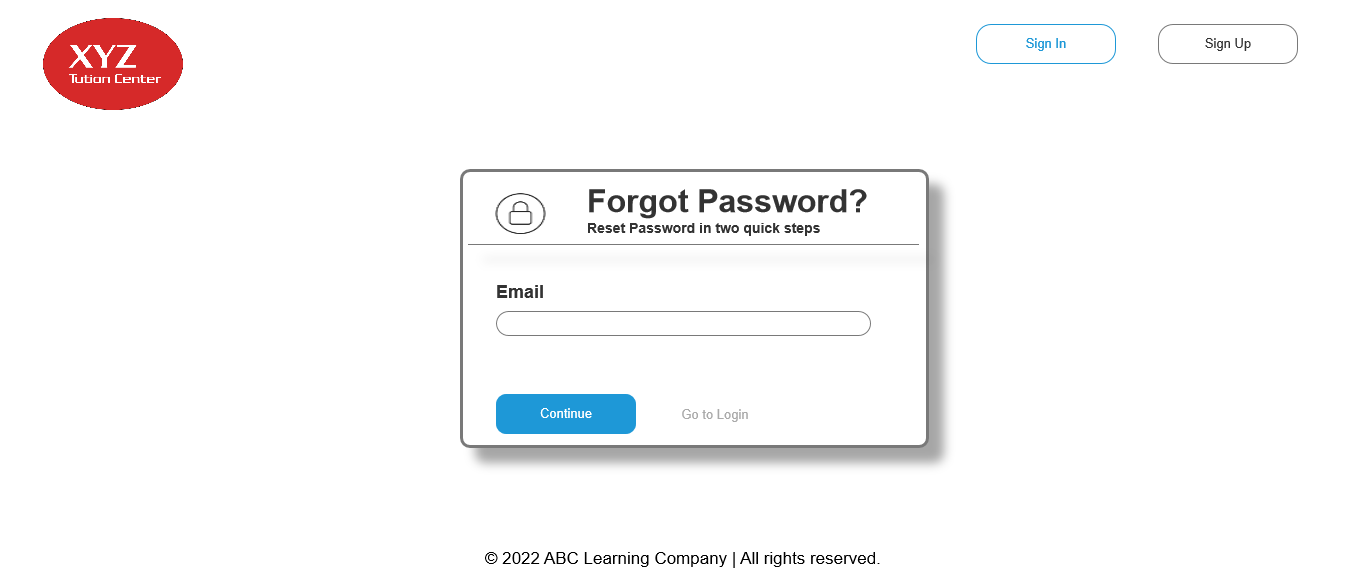 XYZ
Tution Center
Sign In
Sign Up
Forgot Password?
Reset Password in two quick steps
Email
Continue
Go to Login
© 2022 ABC Learning Company | All rights reserved.